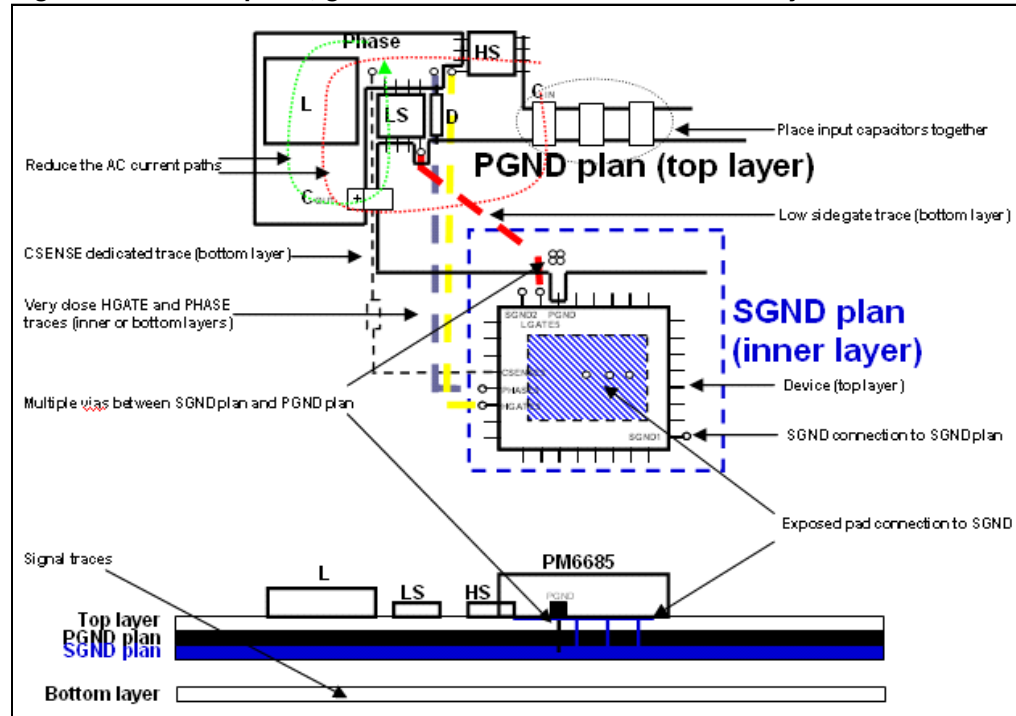 Phase
HS
L
LS
D
CIN
Place input capacitors together
Reduce the AC current paths
PGND plan (top layer)
COUT
+
Low side gate trace (bottom layer)
CSENSE dedicated trace (bottom layer)
Very close HGATE and PHASE
traces (inner or bottom layers)
SGND2 PGND
LGATE5
SGND plan
(inner layer)
CSENSE5
Device (top layer)
PHASE5
Multiple vias between SGND plan and PGND plan
HGATE5
SGND1
SGND connection to SGND plan
Exposed pad connection to SGND
Signal traces
PM6685
L
LS
HS
PGND
Top layer
PGND plan
SGND plan
Bottom layer